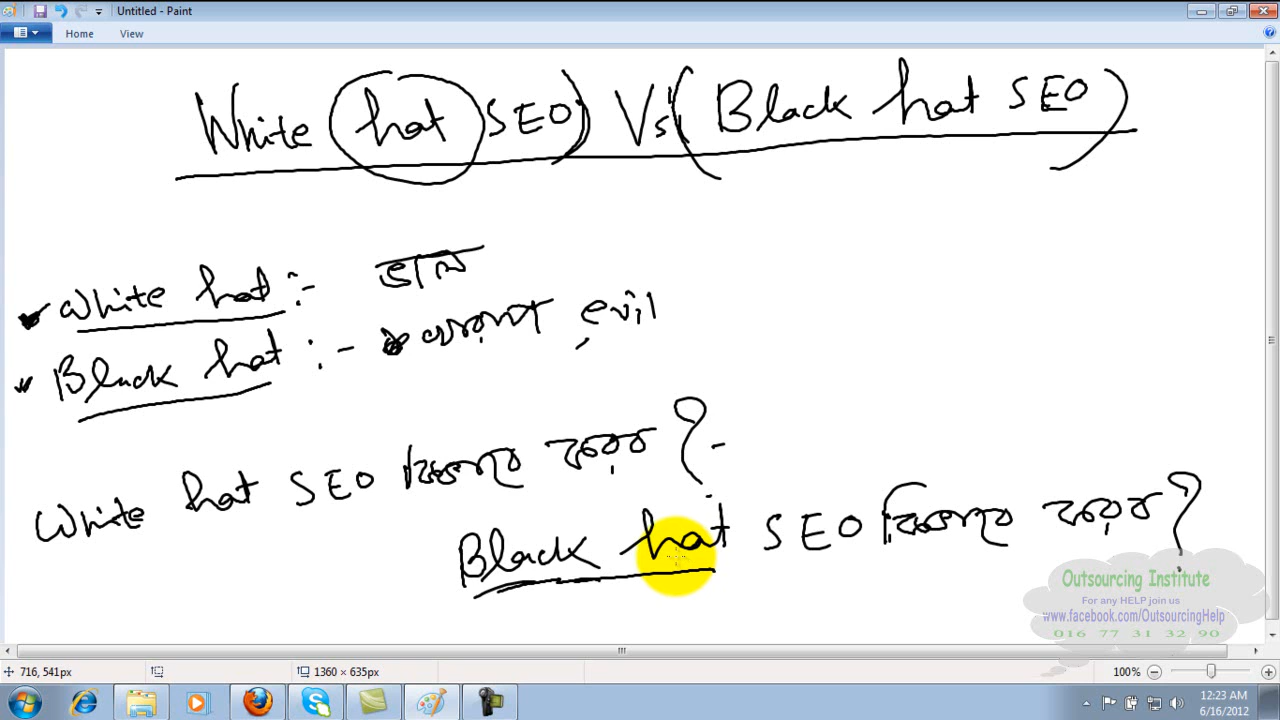 Untitled - Paint
Home View
White hat SEO) Vs (Black hat SEO)
White hat :- ভাল
Black hat :- খারাপ, evil
White hat SEO কিভাবে করব ?
Black hat SEO কিভাবে করব ?
Outsourcing Institute
For any HELP join us
www.facebook.com/OutsourcingHelp
016 77 31 32 90
716, 541px 1360 × 635px 100%
12:23 AM
6/16/2012